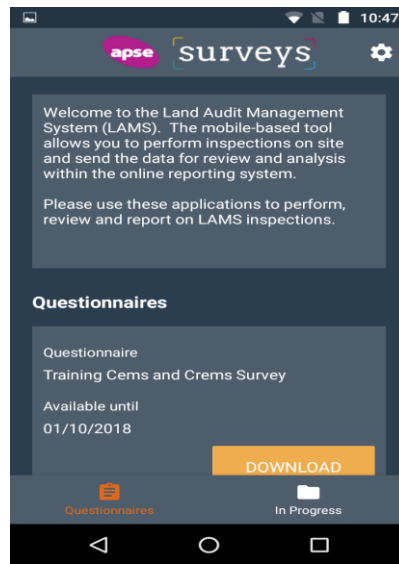 10:47
apse surveys
Welcome to the Land Audit Management
System (LAMS).  The mobile-based tool
allows you to perform inspections on site
and send the data for review and analysis
within the online reporting system.
Please use these applications to perform,
review and report on LAMS inspections.
Questionnaires
Questionnaire
Training Cems and Crems Survey
Available until
01/10/2018
DOWNLOAD
Questionnaires
In Progress